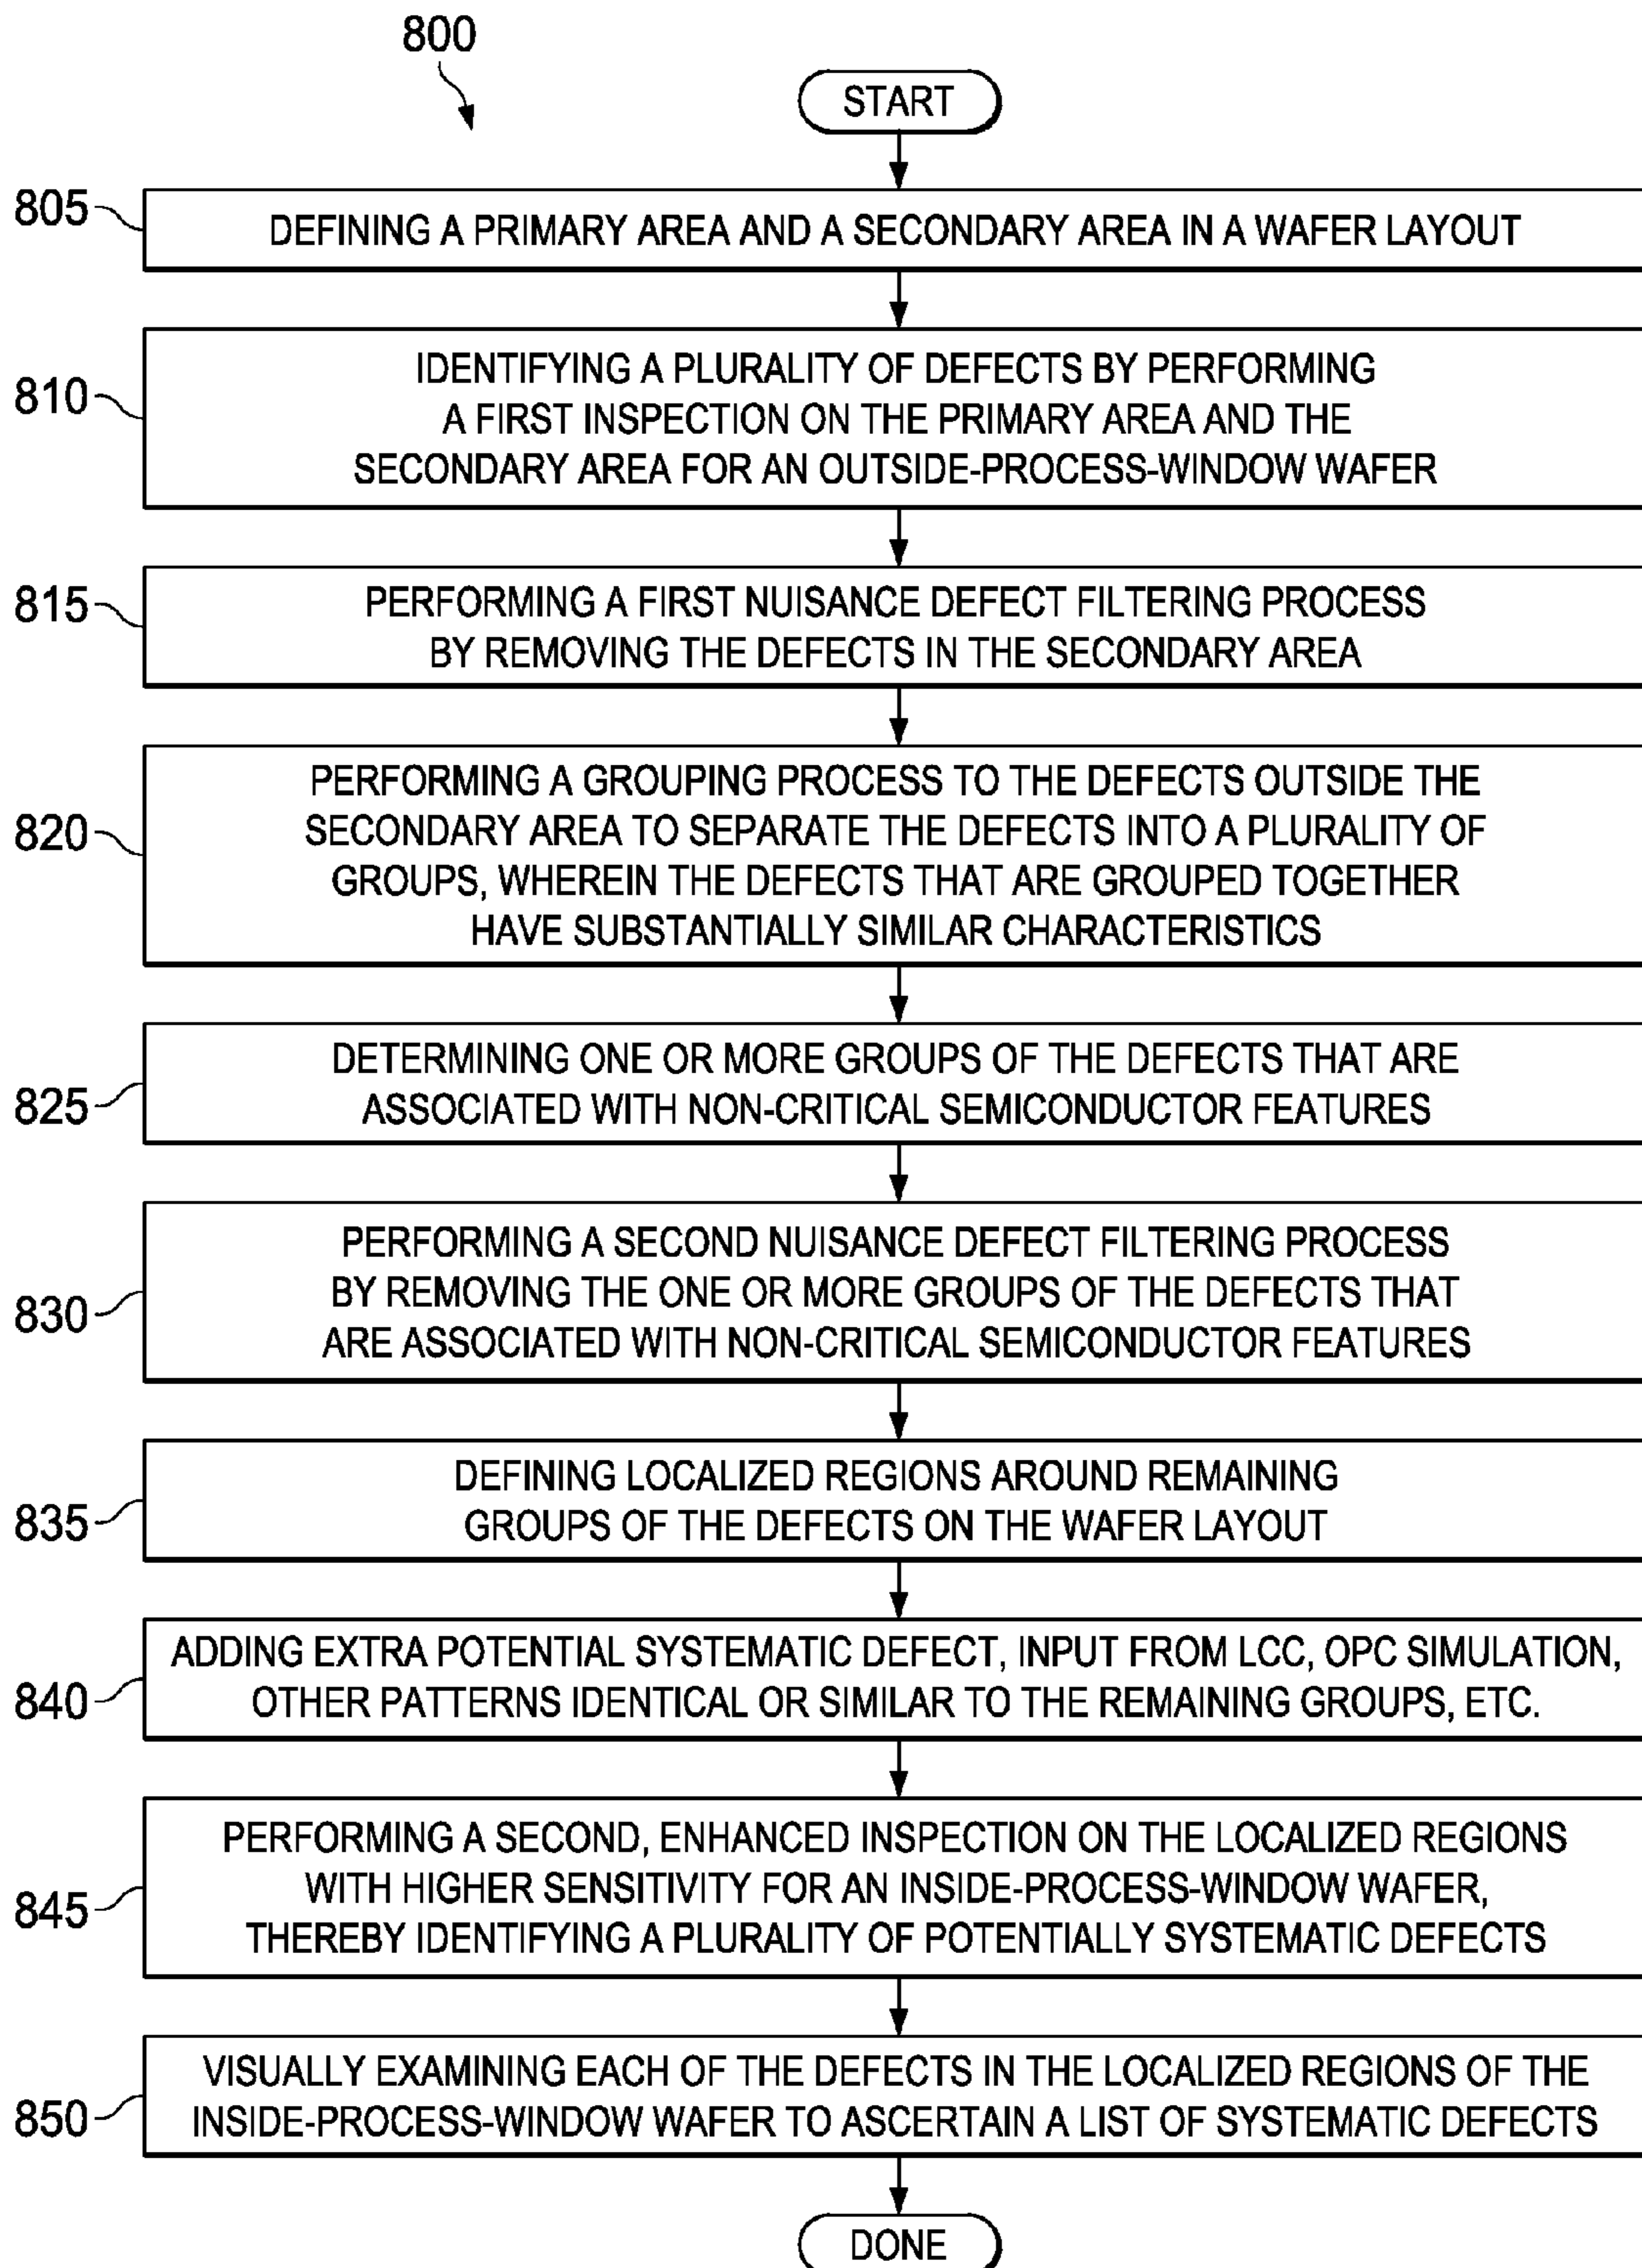 800
START
805
DEFINING A PRIMARY AREA AND A SECONDARY AREA IN A WAFER LAYOUT
810
IDENTIFYING A PLURALITY OF DEFECTS BY PERFORMING
A FIRST INSPECTION ON THE PRIMARY AREA AND THE
SECONDARY AREA FOR AN OUTSIDE-PROCESS-WINDOW WAFER
815
PERFORMING A FIRST NUISANCE DEFECT FILTERING PROCESS
BY REMOVING THE DEFECTS IN THE SECONDARY AREA
820
PERFORMING A GROUPING PROCESS TO THE DEFECTS OUTSIDE THE
SECONDARY AREA TO SEPARATE THE DEFECTS INTO A PLURALITY OF
GROUPS, WHEREIN THE DEFECTS THAT ARE GROUPED TOGETHER
HAVE SUBSTANTIALLY SIMILAR CHARACTERISTICS
825
DETERMINING ONE OR MORE GROUPS OF THE DEFECTS THAT ARE
ASSOCIATED WITH NON-CRITICAL SEMICONDUCTOR FEATURES
830
PERFORMING A SECOND NUISANCE DEFECT FILTERING PROCESS
BY REMOVING THE ONE OR MORE GROUPS OF THE DEFECTS THAT
ARE ASSOCIATED WITH NON-CRITICAL SEMICONDUCTOR FEATURES
835
DEFINING LOCALIZED REGIONS AROUND REMAINING
GROUPS OF THE DEFECTS ON THE WAFER LAYOUT
840
ADDING EXTRA POTENTIAL SYSTEMATIC DEFECT, INPUT FROM LCC, OPC SIMULATION,
OTHER PATTERNS IDENTICAL OR SIMILAR TO THE REMAINING GROUPS, ETC.
845
PERFORMING A SECOND, ENHANCED INSPECTION ON THE LOCALIZED REGIONS
WITH HIGHER SENSITIVITY FOR AN INSIDE-PROCESS-WINDOW WAFER,
THEREBY IDENTIFYING A PLURALITY OF POTENTIALLY SYSTEMATIC DEFECTS
850
VISUALLY EXAMINING EACH OF THE DEFECTS IN THE LOCALIZED REGIONS OF THE
INSIDE-PROCESS-WINDOW WAFER TO ASCERTAIN A LIST OF SYSTEMATIC DEFECTS
DONE